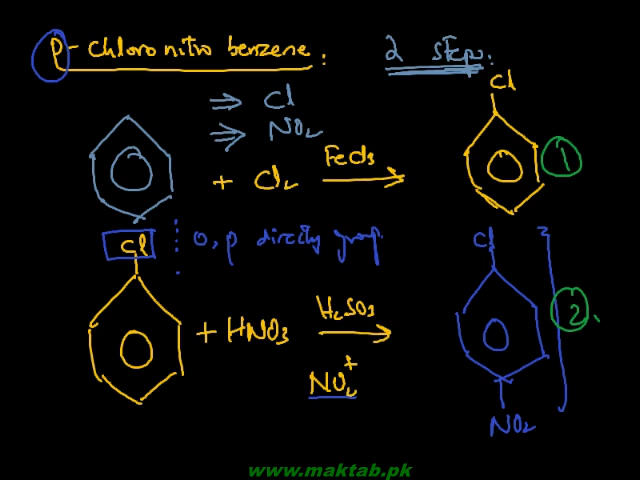 p- chloro nitro benzene : 2 step.
⇒ Cl
⇒ NO2
Cl
+ Cl2 FeCl3 → 1
Cl : o, p directing group Cl
+ HNO3 H2SO3 → 2.
NO2+
NO2
www.maktab.pk